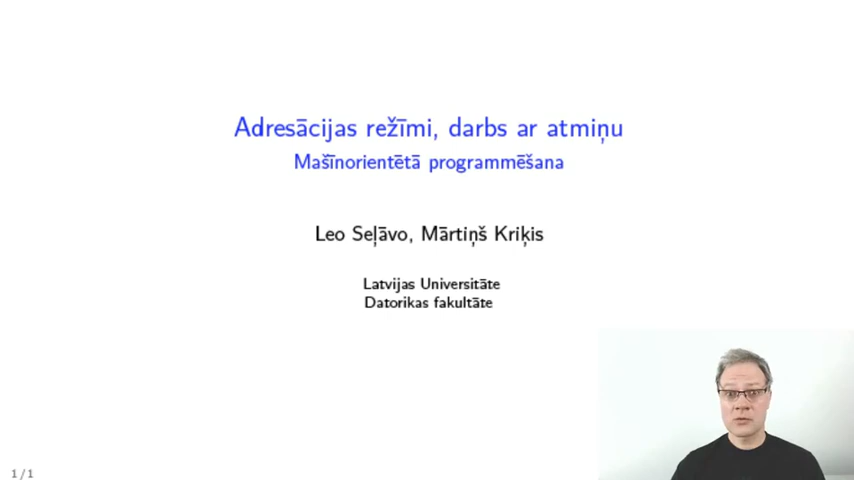 Adresācijas režīmi, darbs ar atmiņu
Mašīnorientētā programmēšana
Leo Seļāvo, Mārtiņš Kriķis
Latvijas Universitāte
Datorikas fakultāte
1 / 1